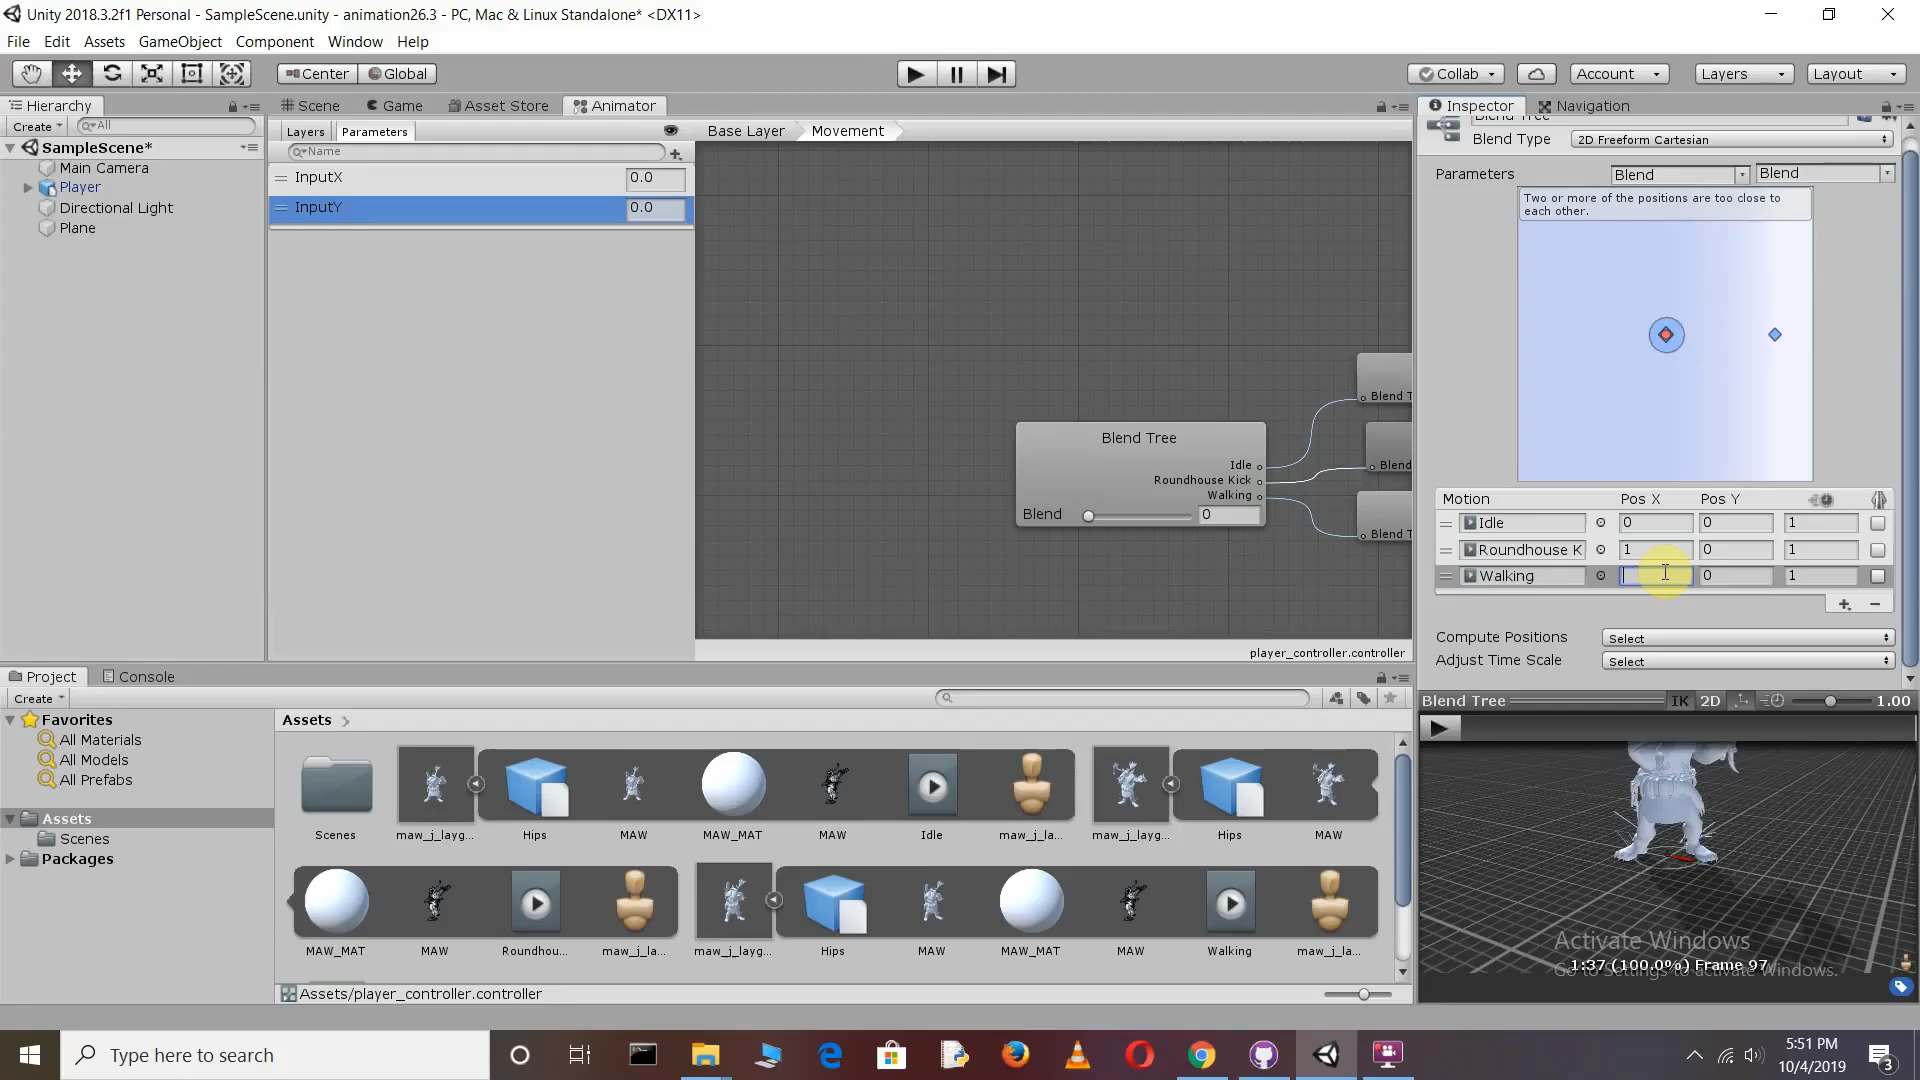 Unity 2018.3.2f1 Personal - SampleScene.unity - animation26.3 - PC, Mac & Linux Standalone* <DX11>
File Edit Assets GameObject Component Window Help
Center Global Collab Account Layers Layout
Hierarchy Scene Game Asset Store Animator Inspector Navigation
Create All Layers Parameters Base Layer Movement
Blend Tree
Blend Type 2D Freeform Cartesian
SampleScene*
Name
Main Camera
InputX 0.0
Parameters Blend Blend
Player
Directional Light
InputY 0.0
Two or more of the positions are too close to
each other.
Plane
Blend T
Blend Tree
Idle
Blend
Roundhouse Kick
Walking
Blend 0
Blend T
Motion Pos X Pos Y
Idle 0 0 1
Roundhouse K 1 0 1
Walking 0 1
Compute Positions Select
Adjust Time Scale Select
player_controller.controller
Project Console
Create
Blend Tree IK 2D 1.00
Favorites
All Materials
All Models
All Prefabs
Assets
Scenes
Packages
Assets
Scenes maw_j_layg... Hips MAW MAW_MAT MAW Idle maw_j_la... maw_j_layg... Hips MAW
MAW_MAT MAW Roundhou... maw_j_la... maw_j_layg... Hips MAW MAW_MAT MAW Walking maw_j_la...
Activate Windows
Go to Settings to activate Windows.
1:37 (100.0%) Frame 97
Assets/player_controller.controller
Type here to search
5:51 PM
10/4/2019
3